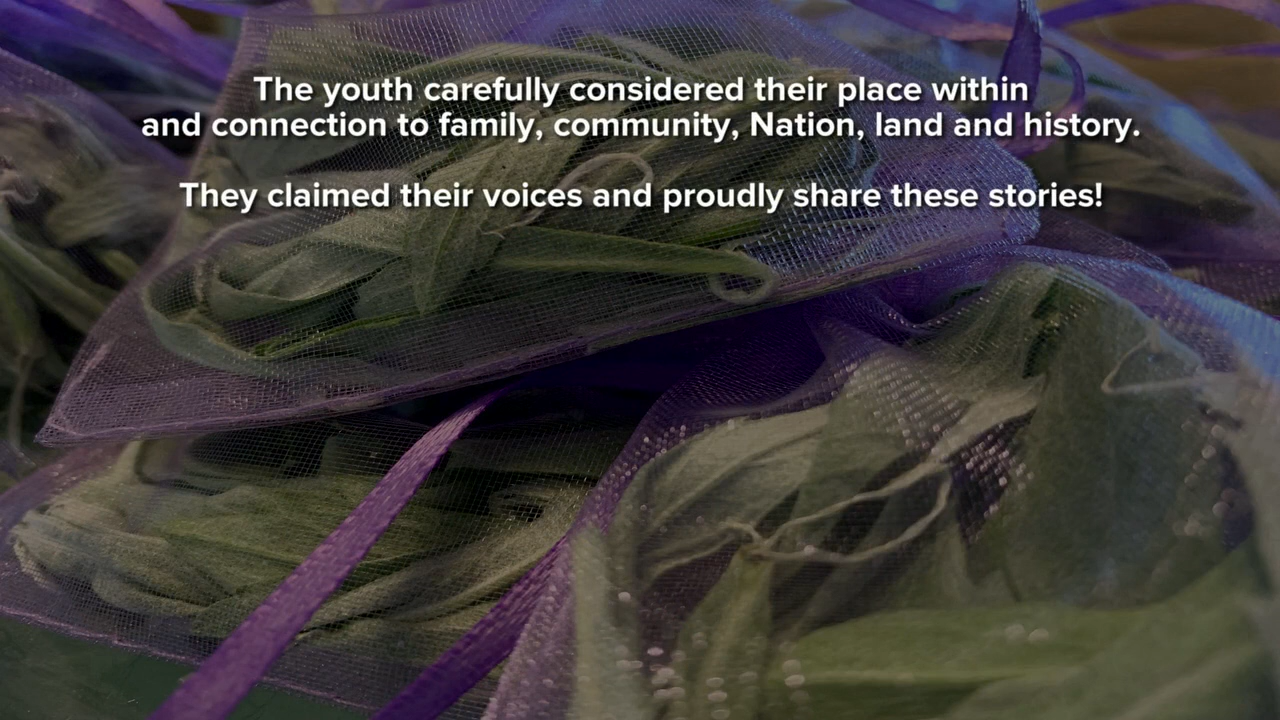 The youth carefully considered their place within
and connection to family, community, Nation, land and history.
They claimed their voices and proudly share these stories!